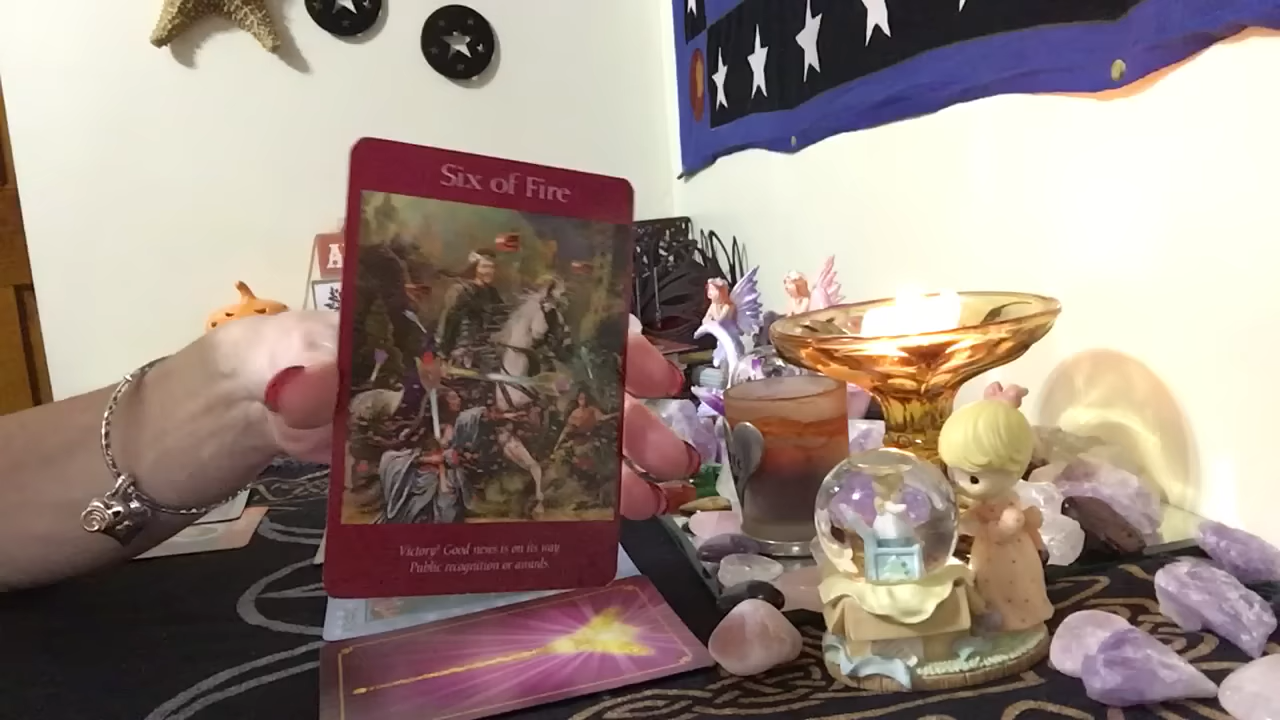 Six of Fire
A
Victory! Good news is on its way
Public recognition or awards.